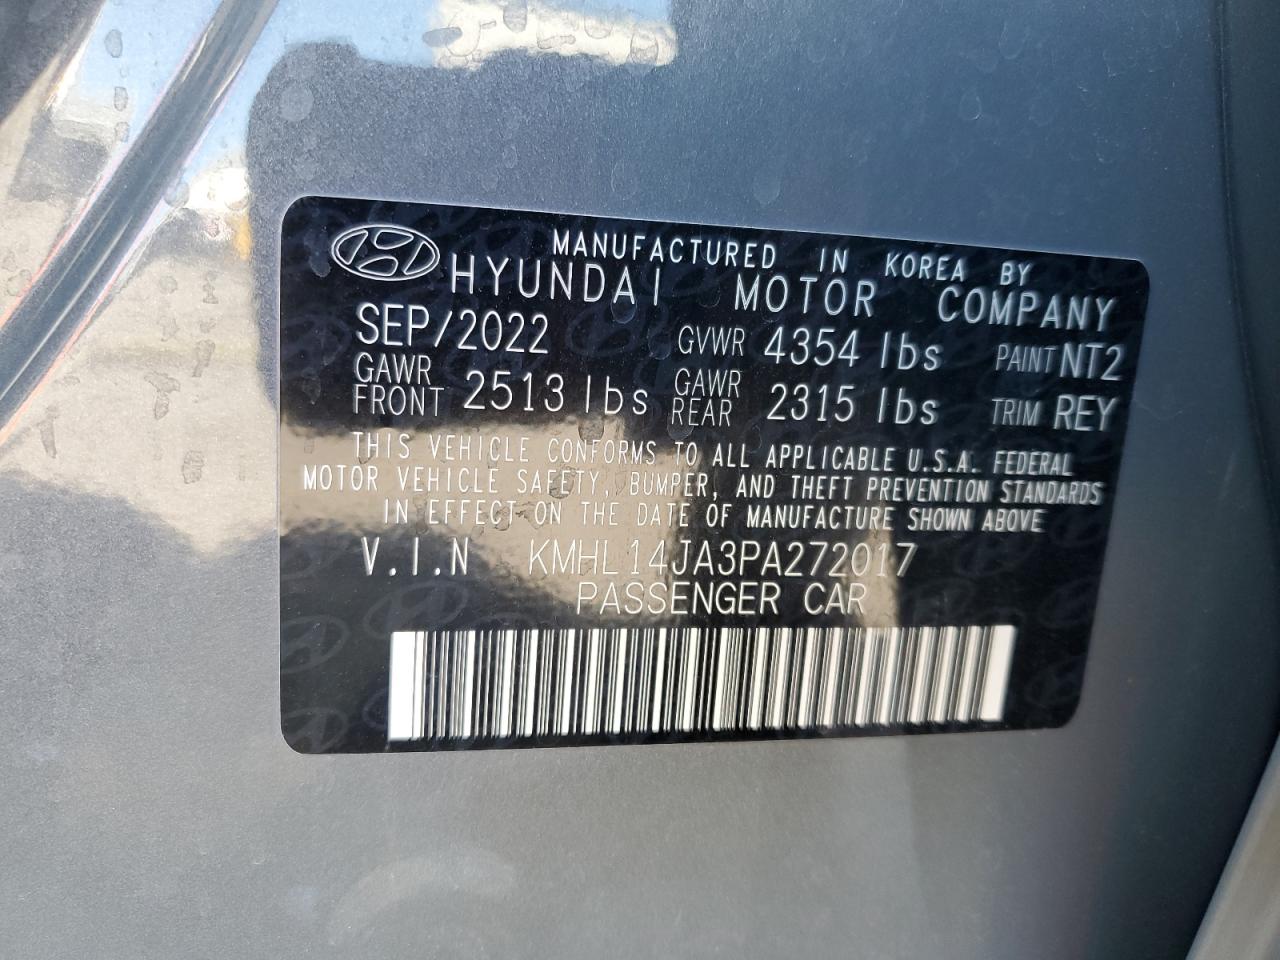 MANUFACTURED IN KOREA BY
HYUNDAI MOTOR COMPANY
SEP/2022 GVWR 4354 lbs PAINT NT2
GAWR FRONT 2513 lbs GAWR REAR 2315 lbs TRIM REY
THIS VEHICLE CONFORMS TO ALL APPLICABLE U.S.A. FEDERAL
MOTOR VEHICLE SAFETY, BUMPER, AND THEFT PREVENTION STANDARDS
IN EFFECT ON THE DATE OF MANUFACTURE SHOWN ABOVE
V.I.N KMHL14JA3PA272017
PASSENGER CAR